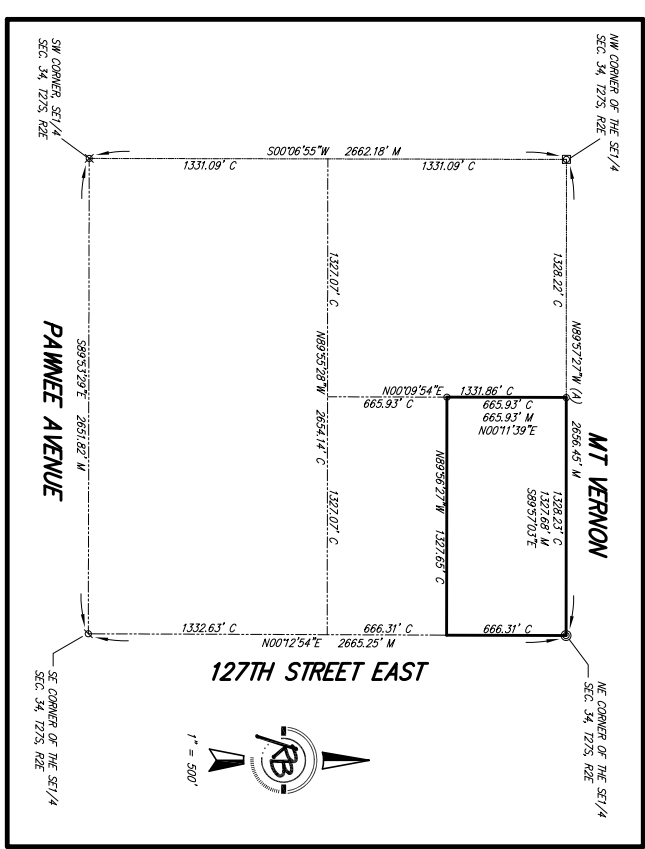 SW CORNER, SE1/4
SEC. 34, T27S, R2E
NW CORNER OF THE SE1/4
SEC. 34, T27S, R2E
S00°06'55"W 2662.18' M
1331.09' C
1331.09' C
1327.07' C
1328.22' C
N89°57'27"W (A)
2656.45' M
MT VERNON
PAWNEE AVENUE
S89°53'29"E 2651.82' M
N89°55'28"W 2654.14' C
1327.07' C
N00°09'54"E 1331.86' C
665.93' C
665.93' C
665.93' M
N00°11'39"E
N89°56'27"W 1327.65' C
1328.23' C
1327.68' M
S89°57'03"E
1332.63' C
666.31' C
666.31' C
N00°12'54"E 2665.25' M
127TH STREET EAST
SE CORNER OF THE SE1/4
SEC. 34, T27S, R2E
NE CORNER OF THE SE1/4
SEC. 34, T27S, R2E
RB
1" = 500'